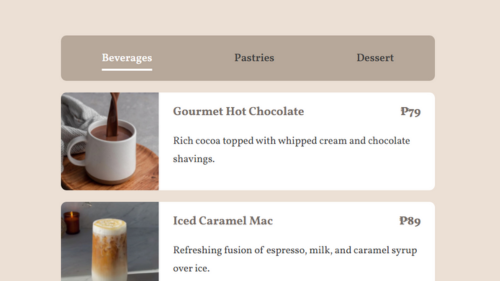 Beverages Pastries Dessert
Gourmet Hot Chocolate ₱79
Rich cocoa topped with whipped cream and chocolate
shavings.
Iced Caramel Mac ₱89
Refreshing fusion of espresso, milk, and caramel syrup
over ice.